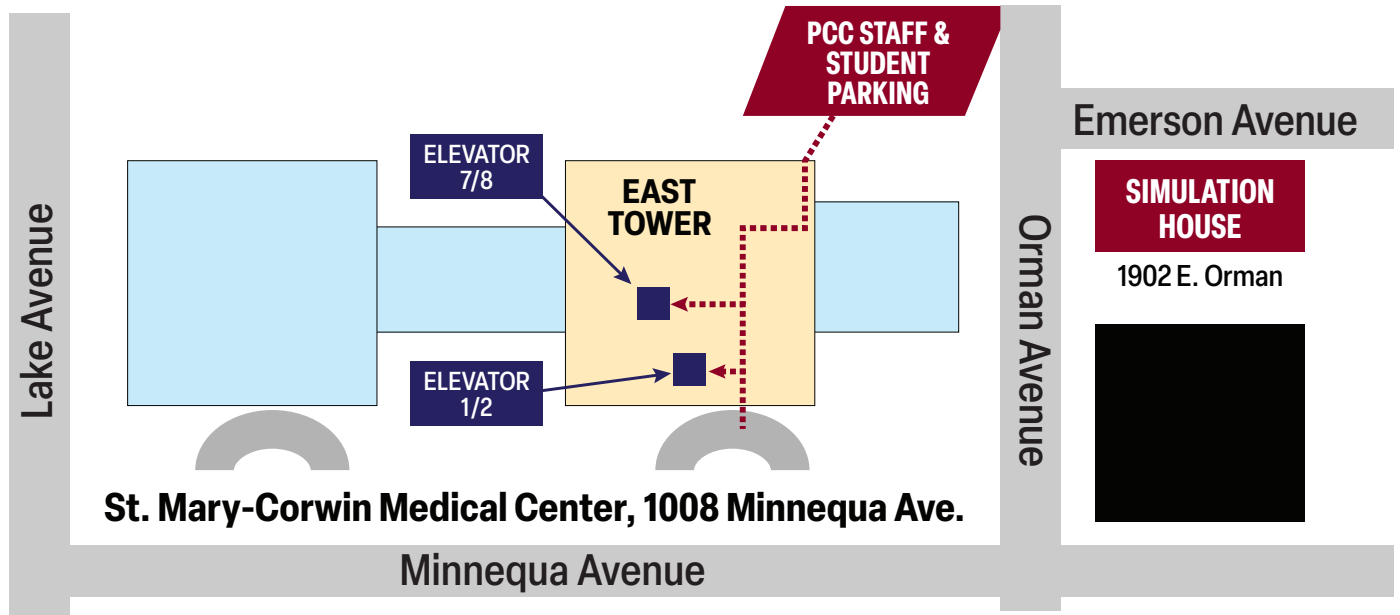 PCC STAFF &
STUDENT
PARKING
Emerson Avenue
ELEVATOR
7/8
EAST
TOWER
SIMULATION
HOUSE
1902 E. Orman
Lake Avenue
Orman Avenue
ELEVATOR
1/2
St. Mary-Corwin Medical Center, 1008 Minnequa Ave.
Minnequa Avenue